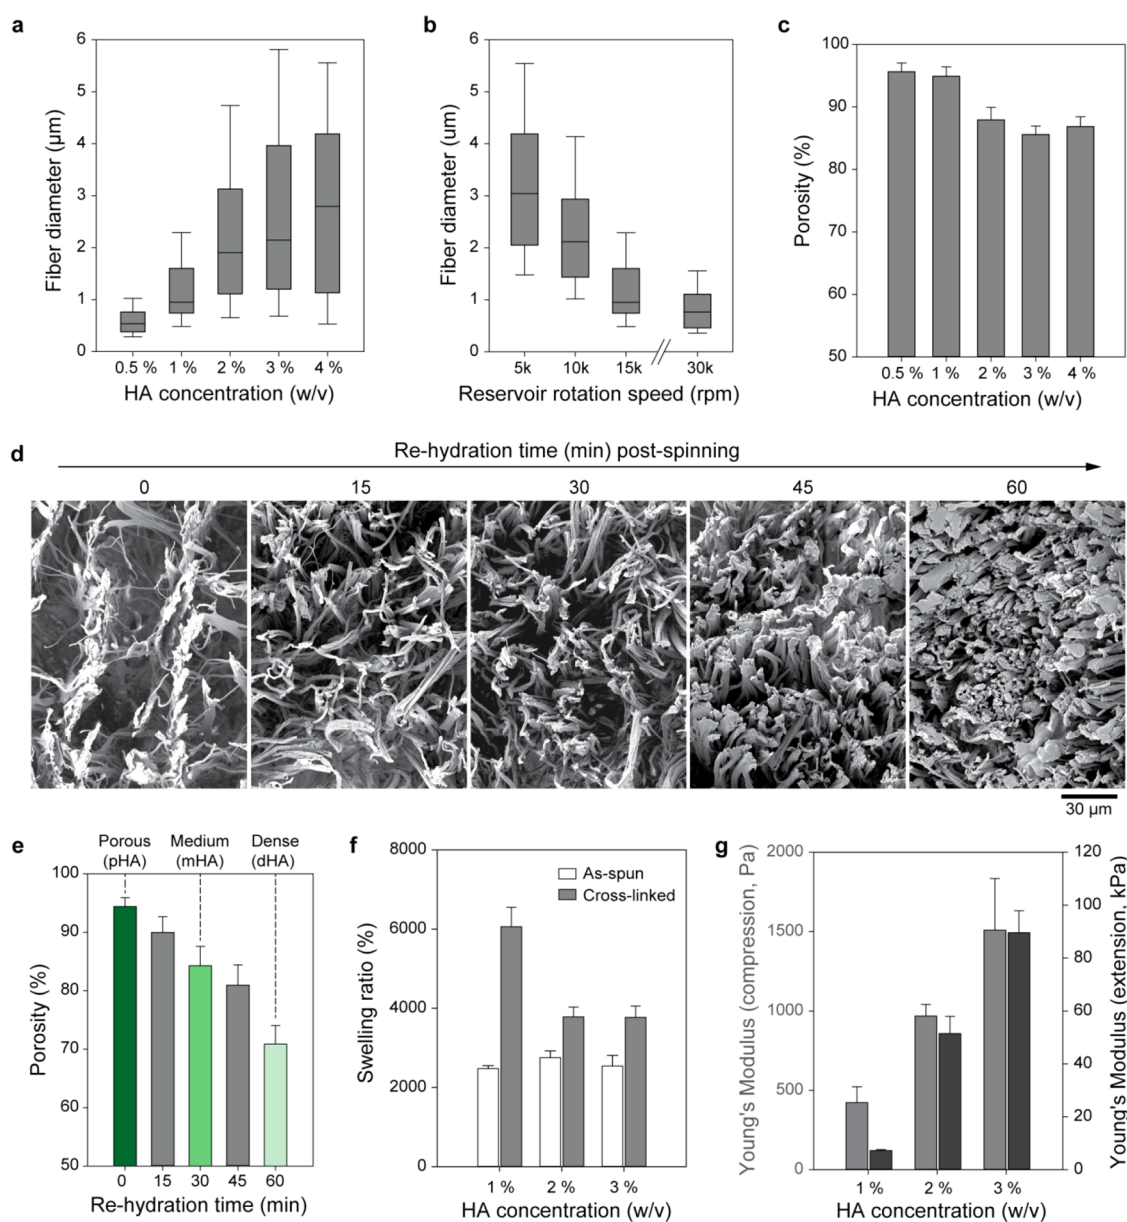 a
6
5
4
3
2
1
0
Fiber diameter (µm)
0.5 % 1 % 2 % 3 % 4 %
HA concentration (w/v)
b
6
5
4
3
2
1
0
Fiber diameter (um)
5k 10k 15k 30k
Reservoir rotation speed (rpm)
c
100
90
80
70
60
50
Porosity (%)
0.5 % 1 % 2 % 3 % 4 %
HA concentration (w/v)
d
Re-hydration time (min) post-spinning
0 15 30 45 60
30 µm
e
Porous Medium Dense
(pHA) (mHA) (dHA)
100
90
80
70
60
50
Porosity (%)
0 15 30 45 60
Re-hydration time (min)
f
8000
6000
4000
2000
0
Swelling ratio (%)
As-spun
Cross-linked
1 % 2 % 3 %
HA concentration (w/v)
g
2000
1500
1000
500
0
Young's Modulus (compression, Pa)
120
100
80
60
40
20
0
Young's Modulus (extension, kPa)
1 % 2 % 3 %
HA concentration (w/v)